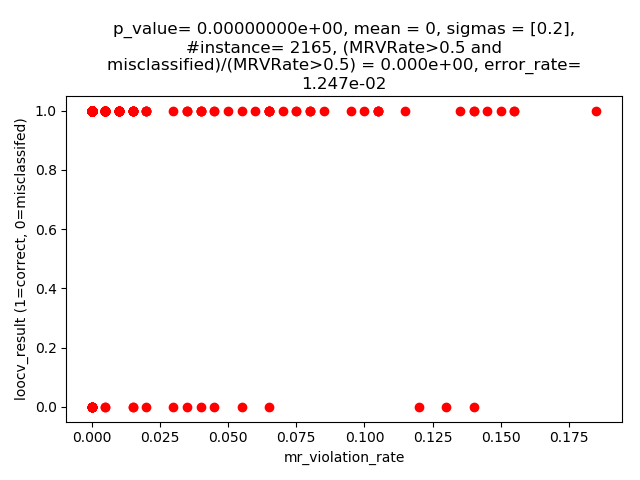 p_value= 0.00000000e+00, mean = 0, sigmas = [0.2],
#instance= 2165, (MRVRate>0.5 and
misclassified)/(MRVRate>0.5) = 0.000e+00, error_rate=
1.247e-02
1.0
0.8
0.6
0.4
0.2
0.0
loocv_result (1=correct, 0=misclassifed)
0.000
0.025
0.050
0.075
0.100
0.125
0.150
0.175
mr_violation_rate